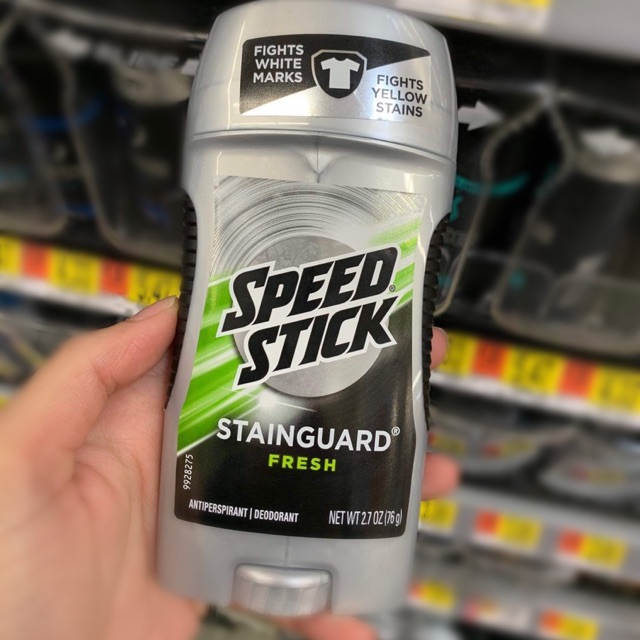 FIGHTS
WHITE
MARKS
FIGHTS
YELLOW
STAINS
SPEED
STICK
STAINGUARD®
FRESH
9928275
ANTIPERSPIRANT | DEODORANT
NET WT 2.7 OZ (76 g)